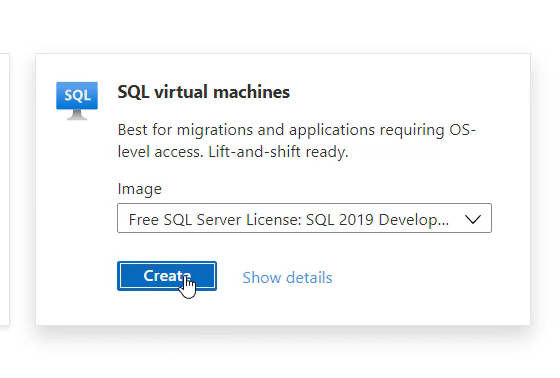 SQL
SQL virtual machines
Best for migrations and applications requiring OS-
level access. Lift-and-shift ready.
Image
Free SQL Server License: SQL 2019 Develop...
Create
Show details